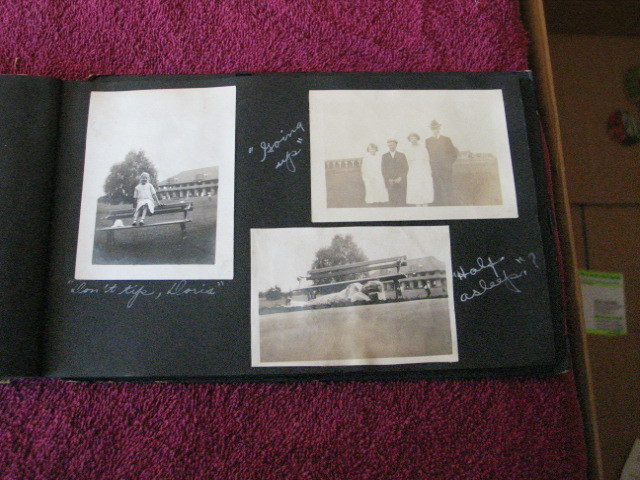 "Going
up"
"Don't tip, Doris"
"Half
asleep"?